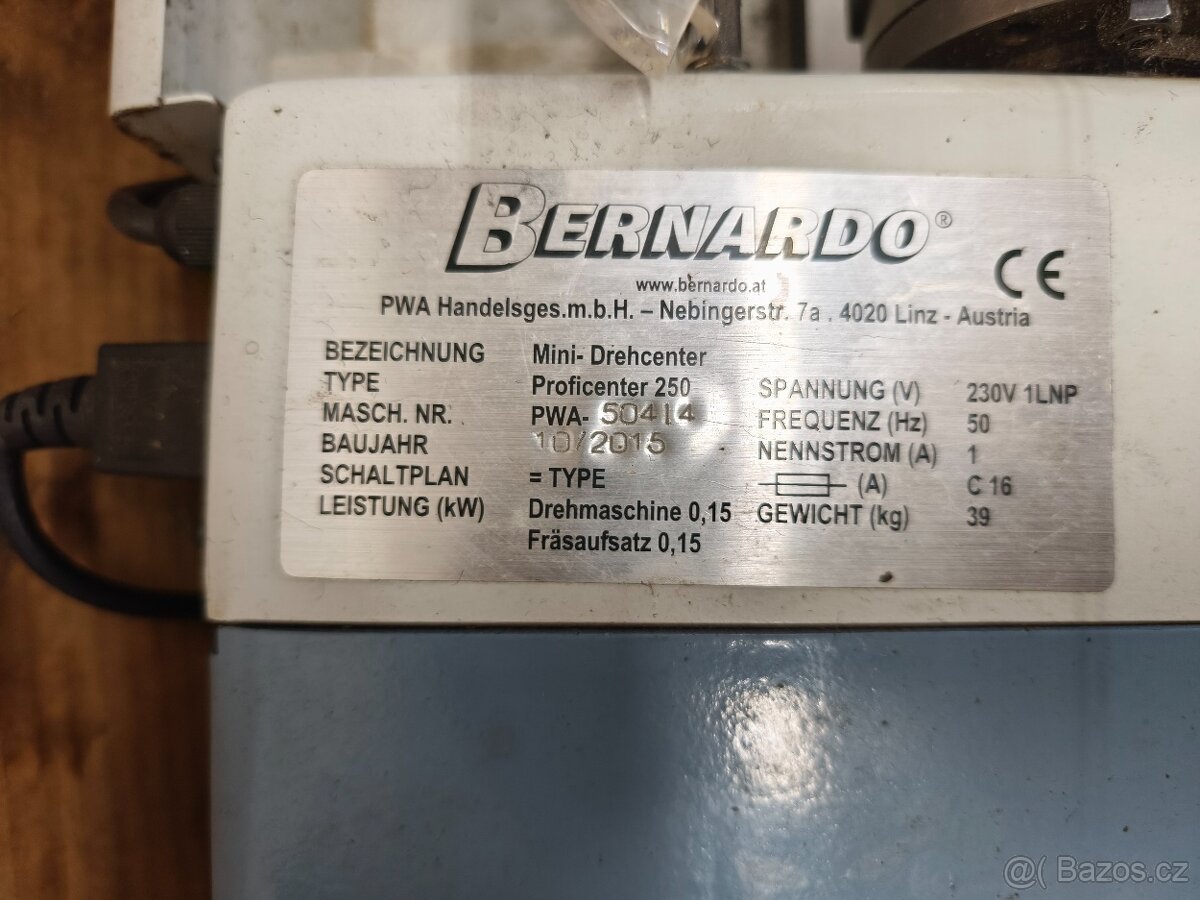 BERNARDO®
www.bernardo.at
CE
PWA Handelsges.m.b.H. – Nebingerstr. 7a . 4020 Linz - Austria
BEZEICHNUNG Mini- Drehcenter
TYPE Proficenter 250 SPANNUNG (V) 230V 1LNP
MASCH. NR. PWA- 50414 FREQUENZ (Hz) 50
BAUJAHR 10/2015 NENNSTROM (A) 1
SCHALTPLAN = TYPE (A) C 16
LEISTUNG (kW) Drehmaschine 0,15 GEWICHT (kg) 39
Fräsaufsatz 0,15
@( Bazos.cz